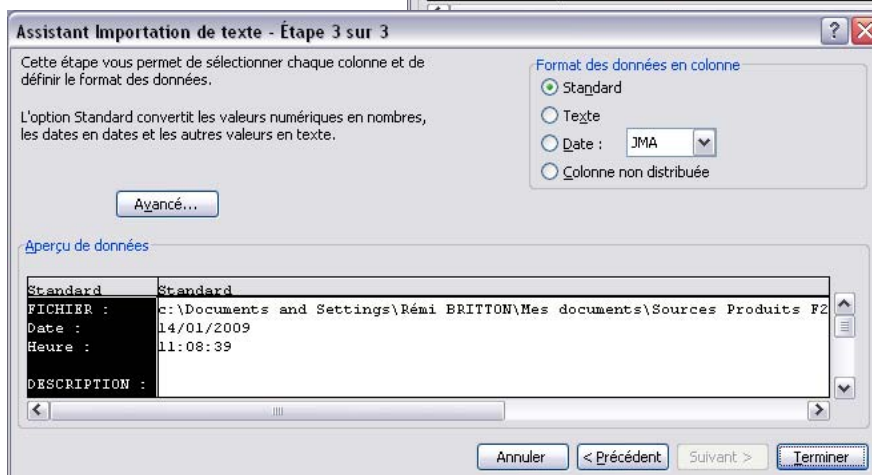 Assistant Importation de texte - Étape 3 sur 3
Cette étape vous permet de sélectionner chaque colonne et de
définir le format des données.
L'option Standard convertit les valeurs numériques en nombres,
les dates en dates et les autres valeurs en texte.
Avancé...
Format des données en colonne
Standard
Texte
Date : JMA
Colonne non distribuée
Aperçu de données
Standard Standard
FICHIER : c:\Documents and Settings\Rémi BRITTON\Mes documents\Sources Produits F2
Date : 14/01/2009
Heure : 11:08:39
DESCRIPTION :
Annuler < Précédent Suivant > Terminer